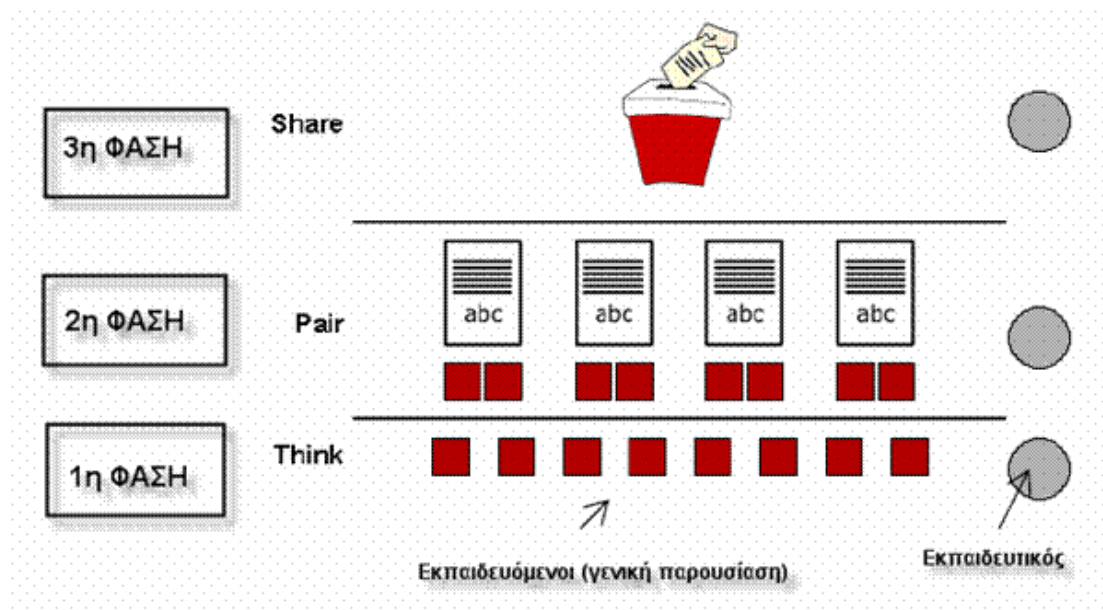 3η ΦΑΣΗ
Share
2η ΦΑΣΗ
Pair
abc
abc
abc
abc
1η ΦΑΣΗ
Think
Εκπαιδευόμενοι (γενική παρουσίαση)
Εκπαιδευτικός